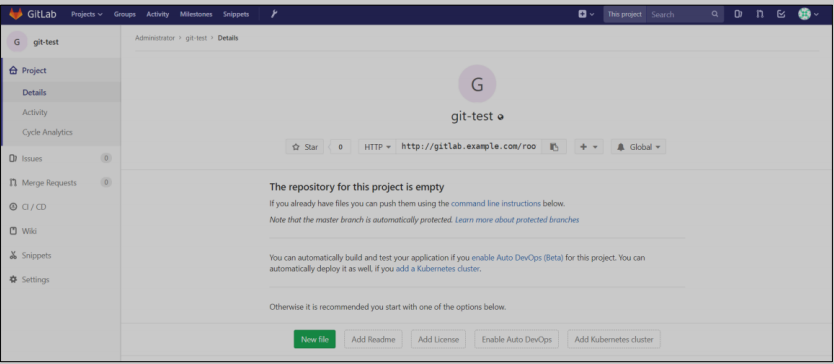 GitLab Projects Groups Activity Milestones Snippets This project Search
G git-test
Administrator › git-test › Details
Project
Details
Activity
Cycle Analytics
Issues 0
Merge Requests 0
CI / CD
Wiki
Snippets
Settings
G
git-test
Star 0 HTTP http://gitlab.example.com/roo Global
The repository for this project is empty
If you already have files you can push them using the command line instructions below.
Note that the master branch is automatically protected. Learn more about protected branches
You can automatically build and test your application if you enable Auto DevOps (Beta) for this project. You can
automatically deploy it as well, if you add a Kubernetes cluster.
Otherwise it is recommended you start with one of the options below.
New file Add Readme Add License Enable Auto DevOps Add Kubernetes cluster